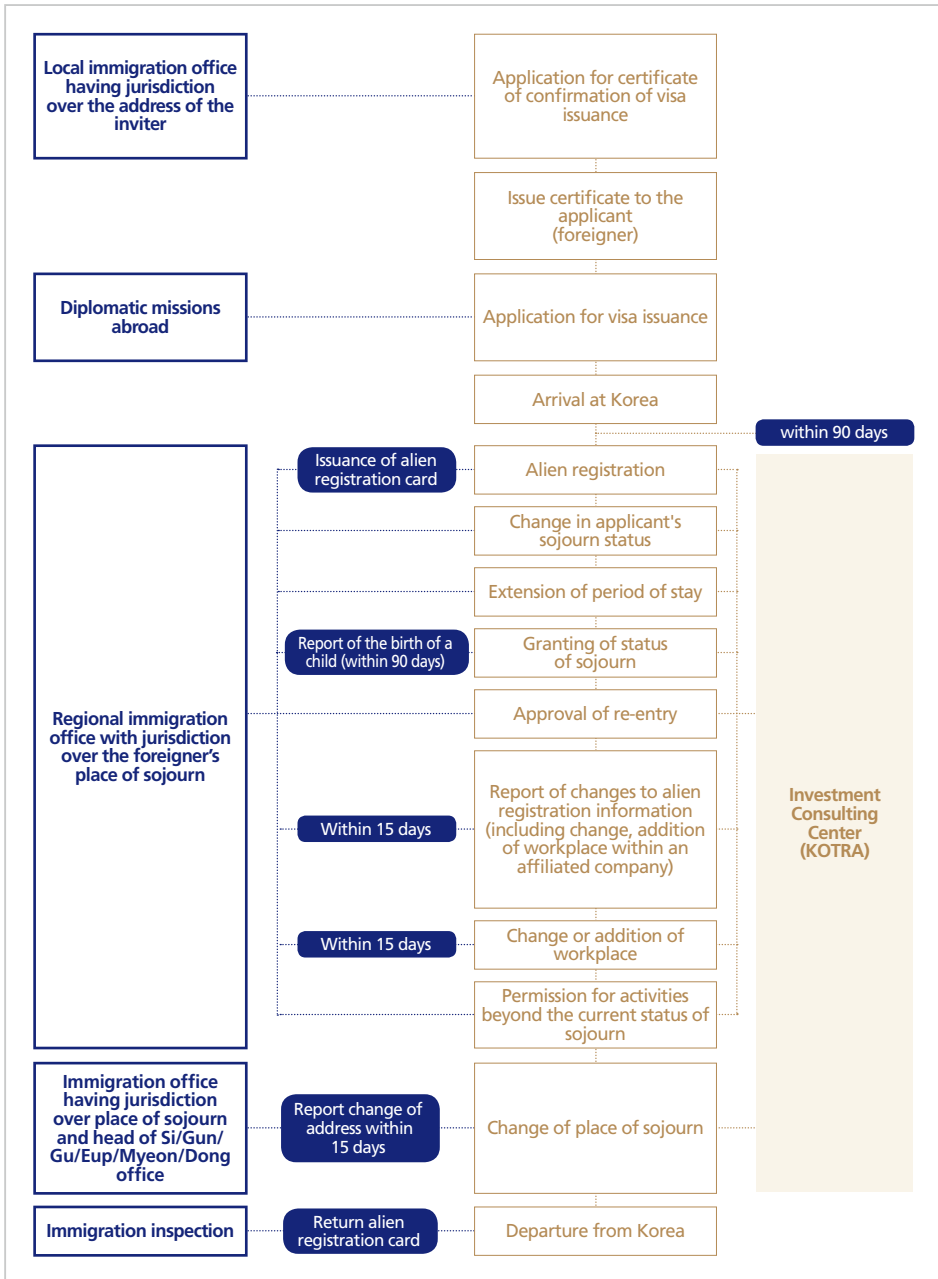 Local immigration office
having jurisdiction
over the address of the
inviter
Application for certificate
of confirmation of visa
issuance
Issue certificate to the
applicant
(foreigner)
Diplomatic missions
abroad
Application for visa issuance
Arrival at Korea
within 90 days
Issuance of alien
registration card
Alien registration
Change in applicant's
sojourn status
Extension of period of stay
Report of the birth of a
child (within 90 days)
Granting of status
of sojourn
Regional immigration
office with jurisdiction
over the foreigner's
place of sojourn
Approval of re-entry
Investment
Consulting
Center
(KOTRA)
Within 15 days
Report of changes to alien
registration information
(including change, addition
of workplace within an
affiliated company)
Within 15 days
Change or addition of
workplace
Permission for activities
beyond the current status of
sojourn
Immigration office
having jurisdiction
over place of sojourn
and head of Si/Gun/
Gu/Eup/Myeon/Dong
office
Report change of
address within
15 days
Change of place of sojourn
Immigration inspection
Return alien
registration card
Departure from Korea